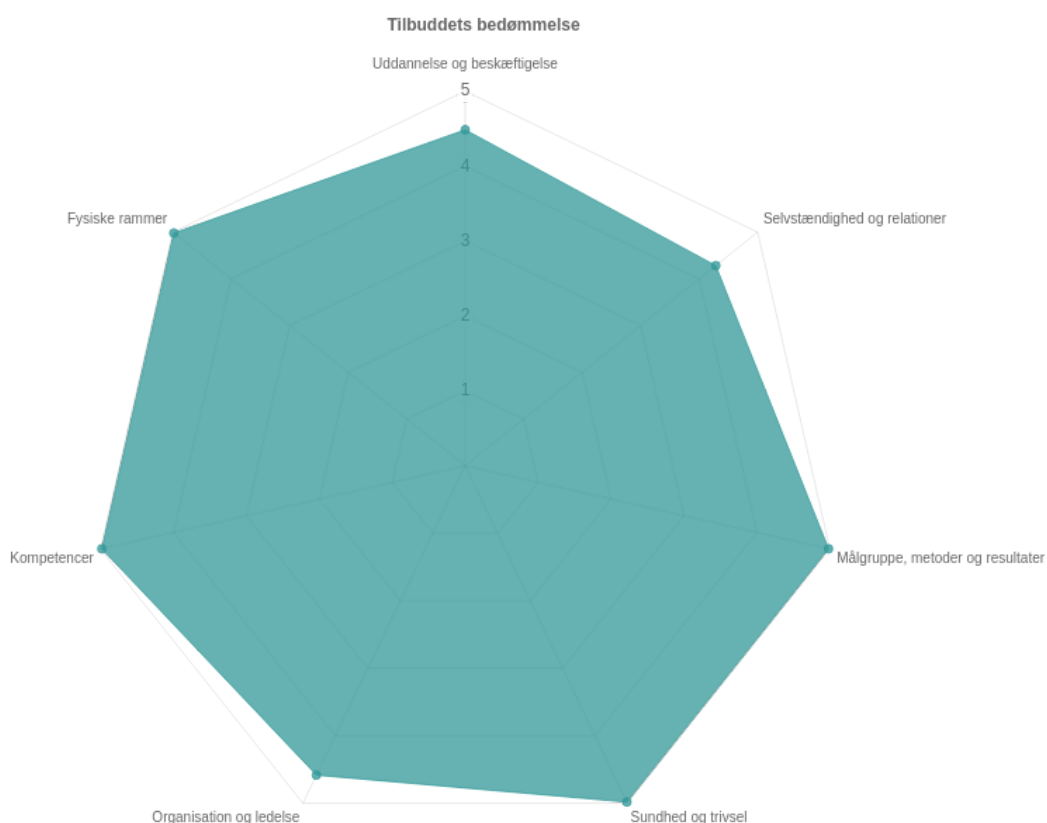 Tilbuddets bedømmelse
Uddannelse og beskæftigelse
5
4
3
2
1
Fysiske rammer
Selvstændighed og relationer
Kompetencer
Målgruppe, metoder og resultater
Organisation og ledelse
Sundhed og trivsel